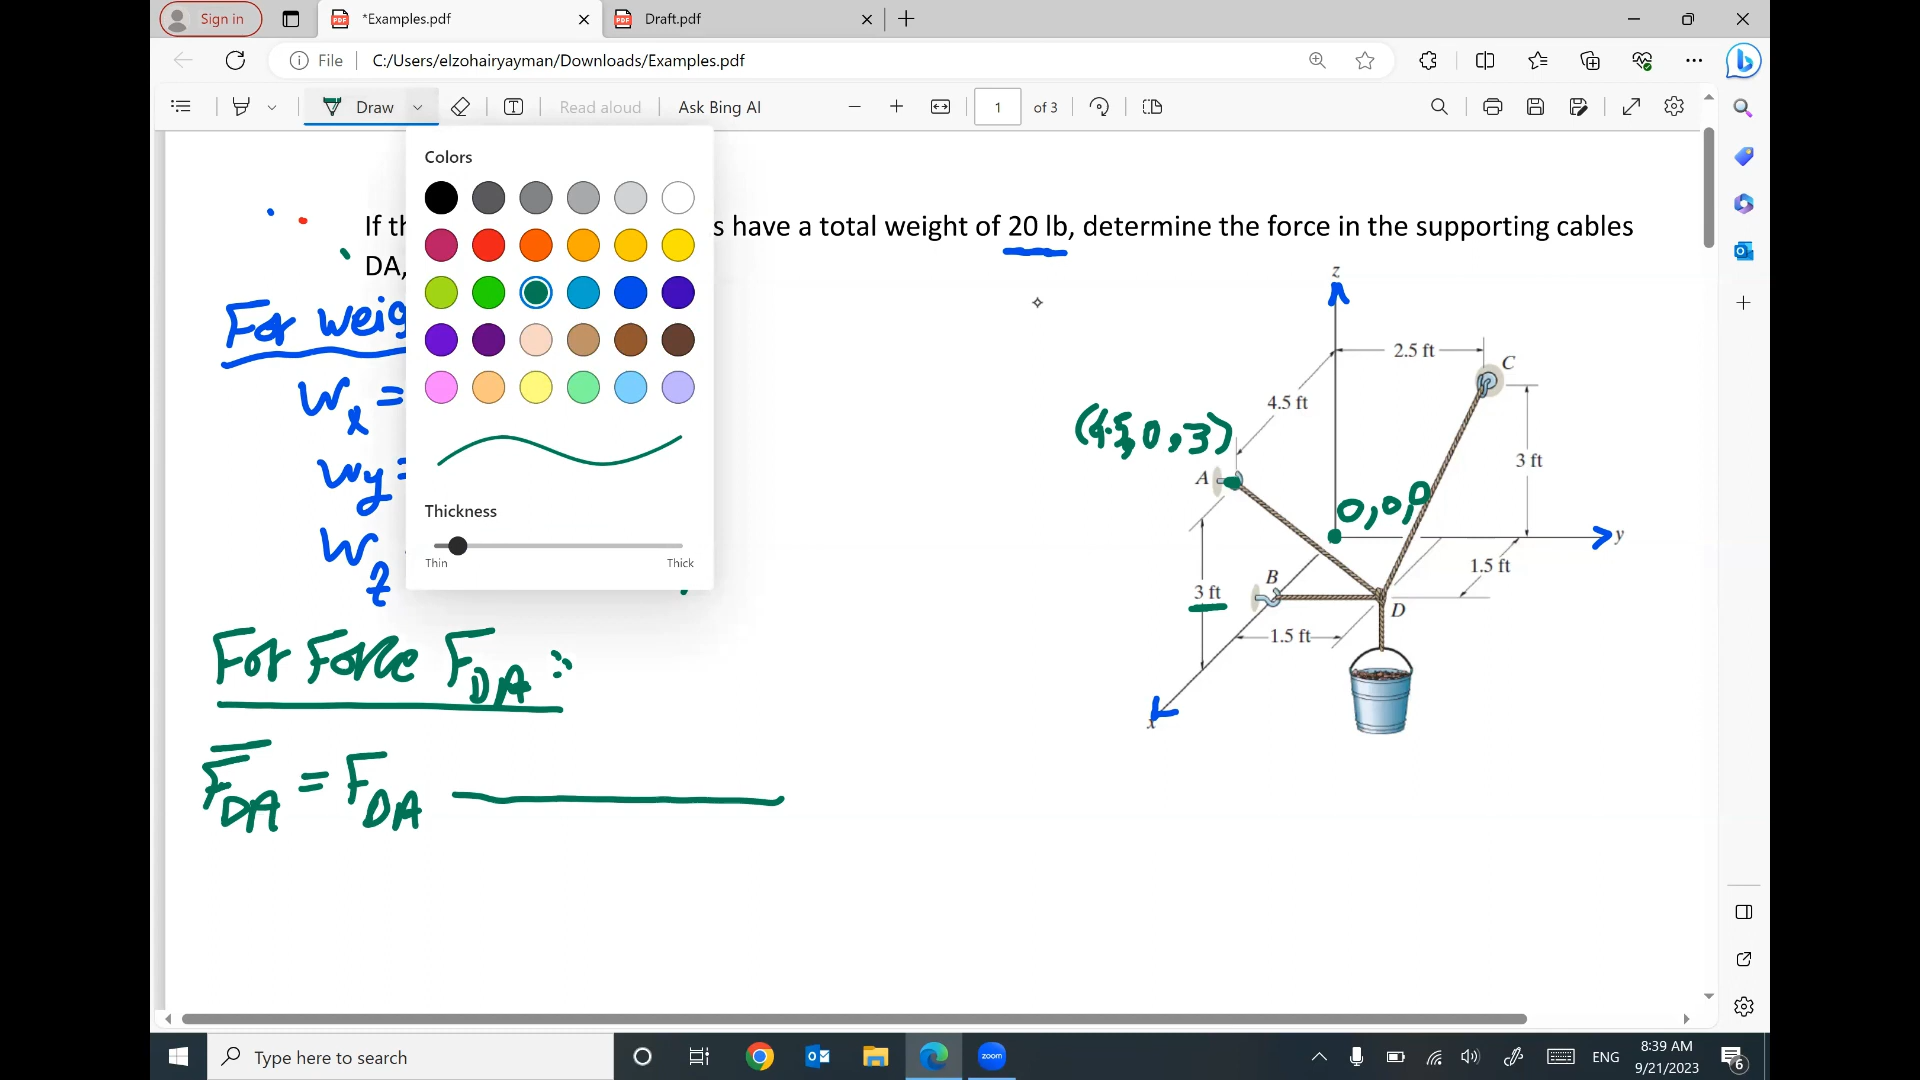 Sign in
*Examples.pdf
Draft.pdf
File
C:/Users/elzohairyayman/Downloads/Examples.pdf
Draw
Read aloud
Ask Bing AI
1
of 3
Colors
Thickness
Thin
Thick
If th
s have a total weight of 20 lb, determine the force in the supporting cables
DA,
For weig
Wx =
Wy =
Wz
For Force FDA :
FDA = FDA
z
2.5 ft
C
4.5 ft
(4.5, 0, 3)
3 ft
A
0, 0, 0
y
1.5 ft
B
3 ft
D
1.5 ft
x
Type here to search
zoom
ENG
8:39 AM
9/21/2023
6